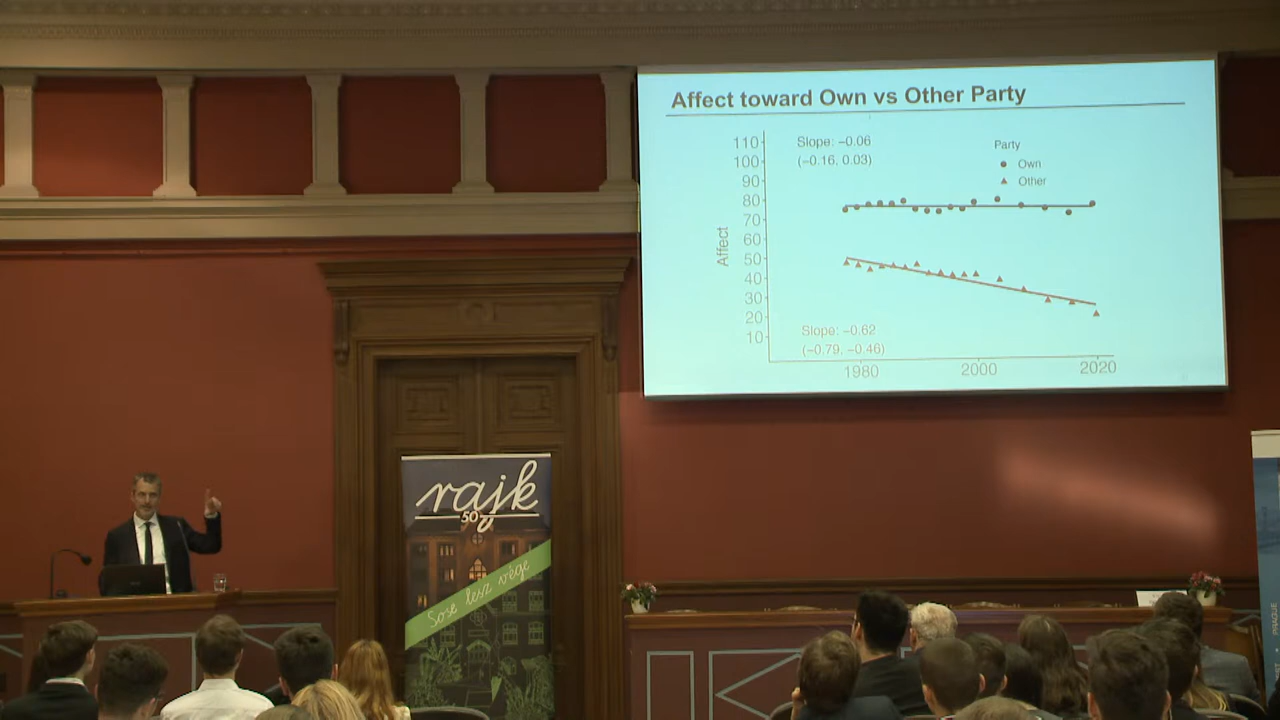 Affect toward Own vs Other Party
110
100
90
80
70
60
50
40
30
20
10
Affect
Slope: −0.06
(−0.16, 0.03)
Party
Own
Other
Slope: −0.62
(−0.79, −0.46)
1980
2000
2020
rajk
50
Sose lesz vége
PRAGUE